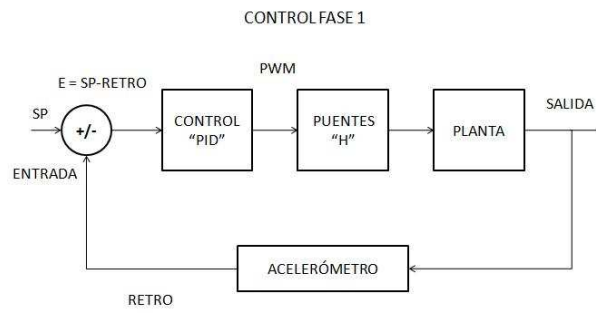 CONTROL FASE 1
E = SP-RETRO
PWM
SALIDA
SP
+/-
CONTROL
“PID”
PUENTES
“H”
PLANTA
ENTRADA
ACELERÓMETRO
RETRO